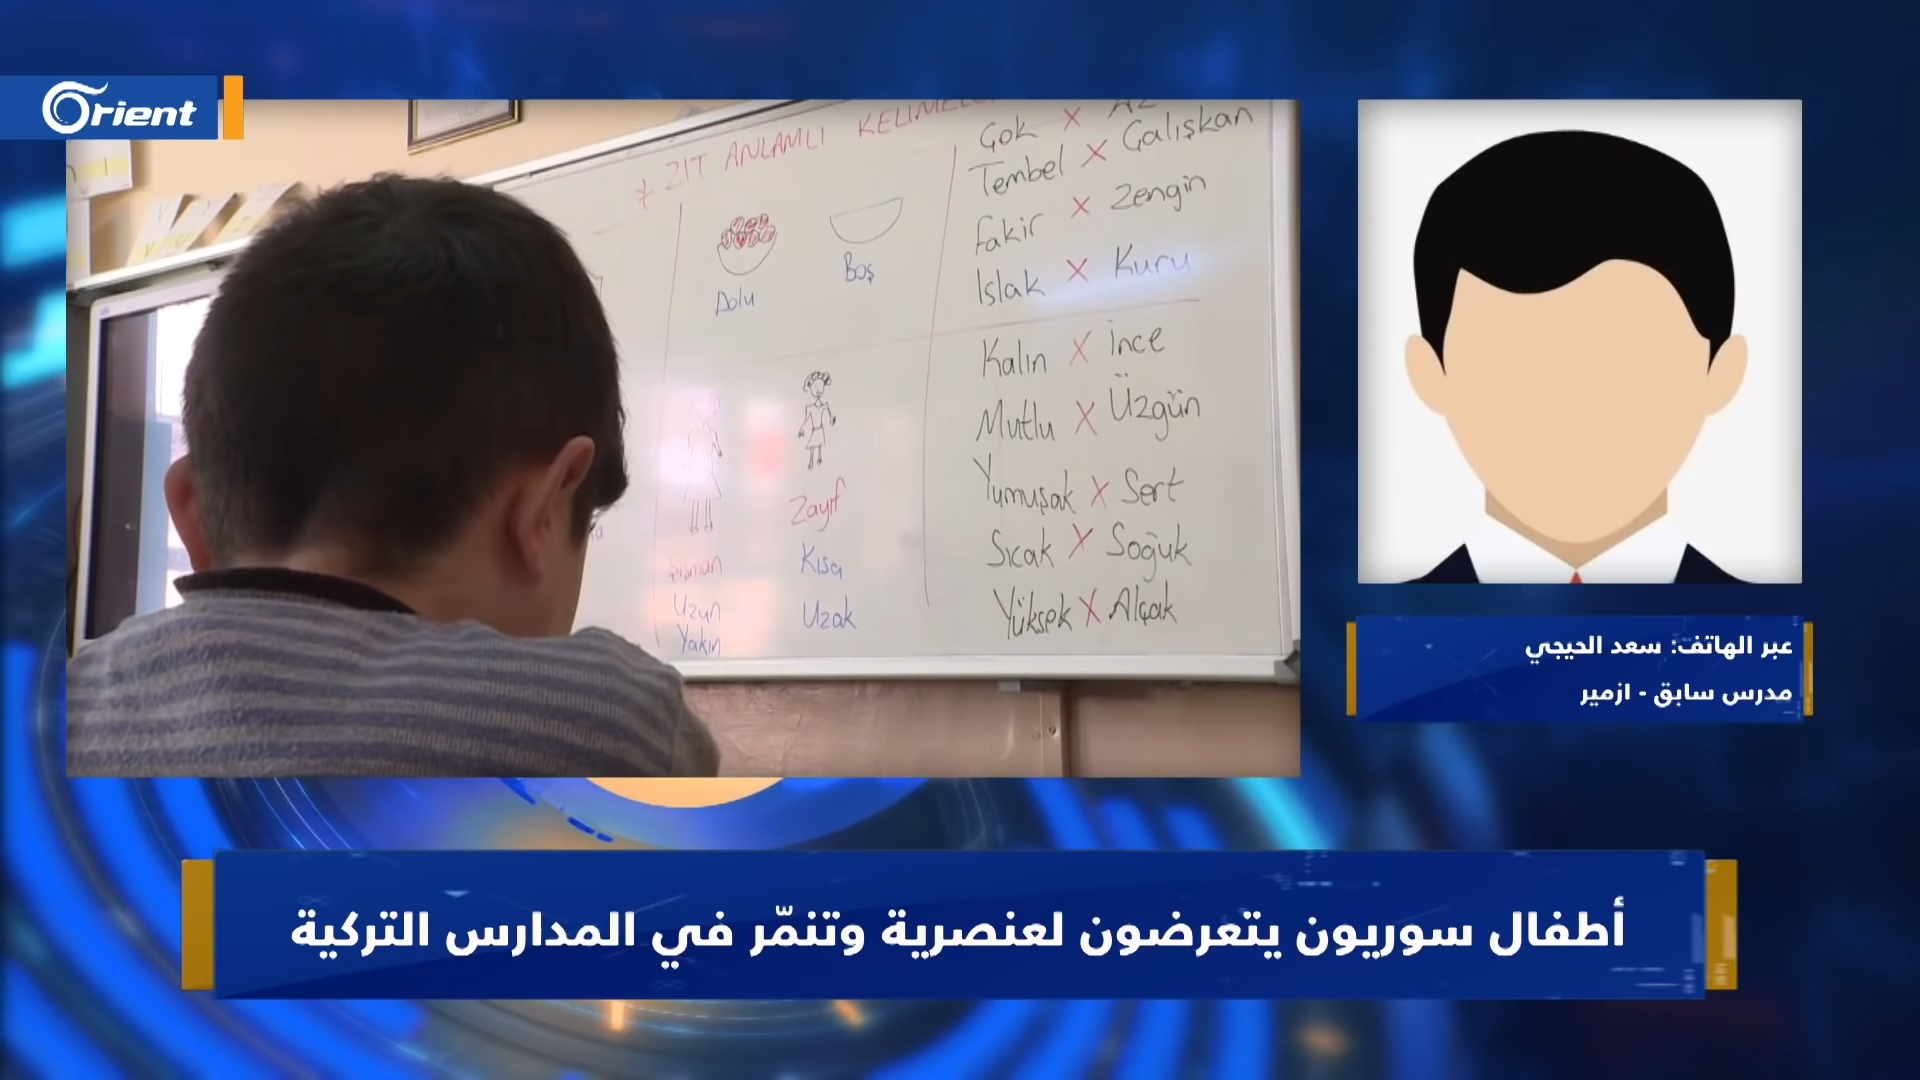 Orient
ZIT ANLAMLI
Çok x Az
Tembel x Çalışkan
Fakir x Zengin
Islak x Kuru
Dolu
Boş
Kalın x İnce
Mutlu x Üzgün
Yumuşak x Sert
Sıcak x Soğuk
Yüksek x Alçak
Zayıf
Şişman
Kısa
Uzun
Uzak
Yakın
عبر الهاتف: سعد الحيجي
مدرس سابق - ازمير
أطفال سوريون يتعرضون لعنصرية وتنمّر في المدارس التركية